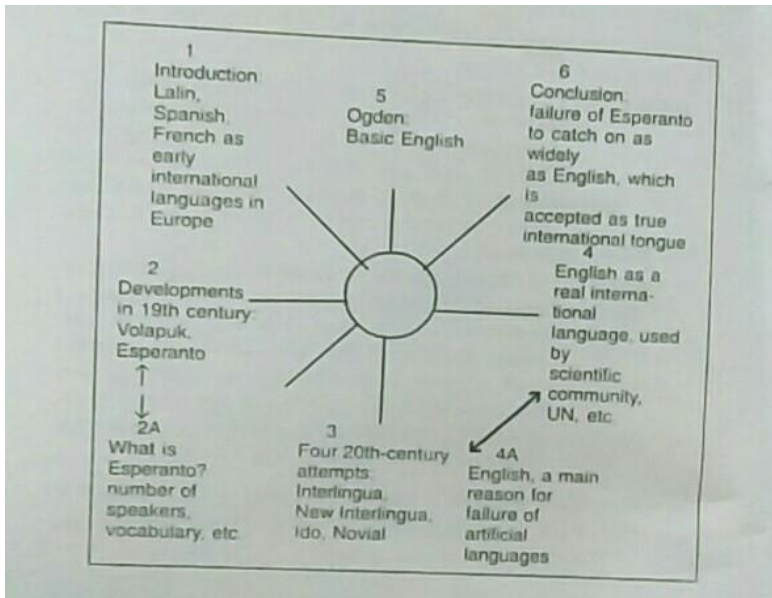 1
Introduction:
Lalin,
Spanish,
French as
early
international
languages in
Europe
2
Developments
in 19th century:
Volapuk,
Esperanto
2A
What is
Esperanto?
number of
speakers,
vocabulary, etc.
3
Four 20th-century
attempts:
Interlingua,
New Interlingua,
Ido, Novial
4
English as a
real interna-
tional
language, used
by
scientific
community,
UN, etc.
4A
English, a main
reason for
failure of
artificial
languages
5
Ogden:
Basic English
6
Conclusion:
failure of Esperanto
to catch on as
widely
as English, which
is
accepted as true
international tongue